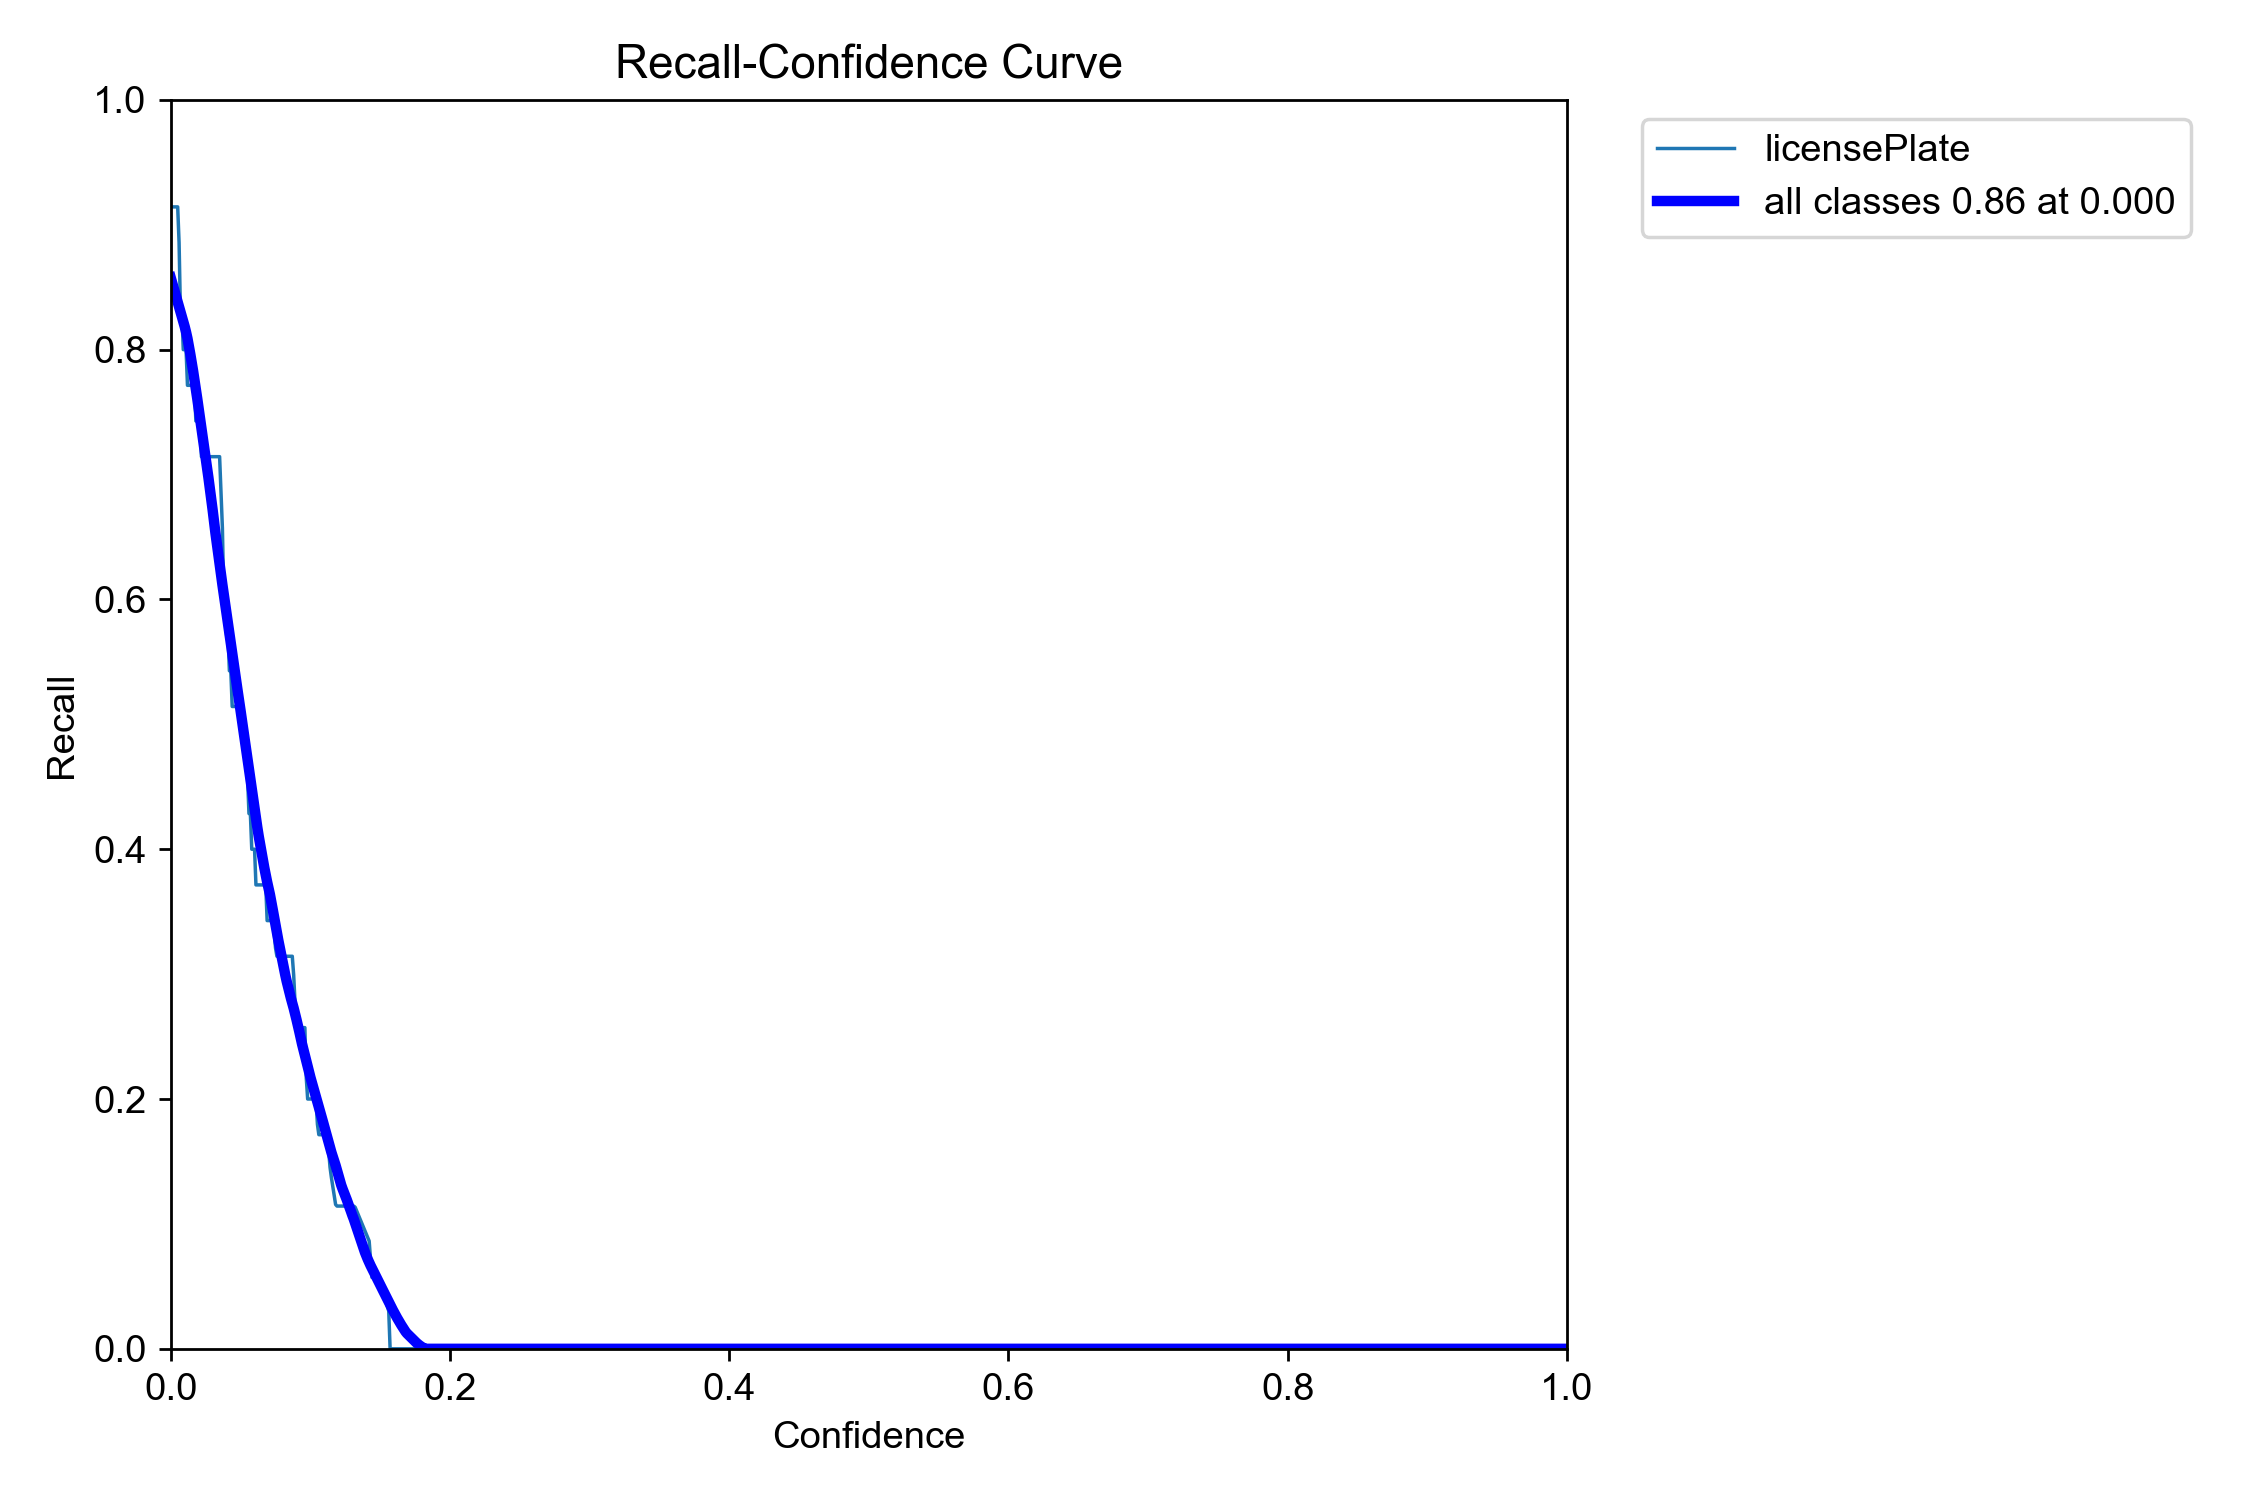 Recall-Confidence Curve
licensePlate
all classes 0.86 at 0.000
1.0
0.8
0.6
0.4
0.2
0.0
Recall
0.0 0.2 0.4 0.6 0.8 1.0
Confidence